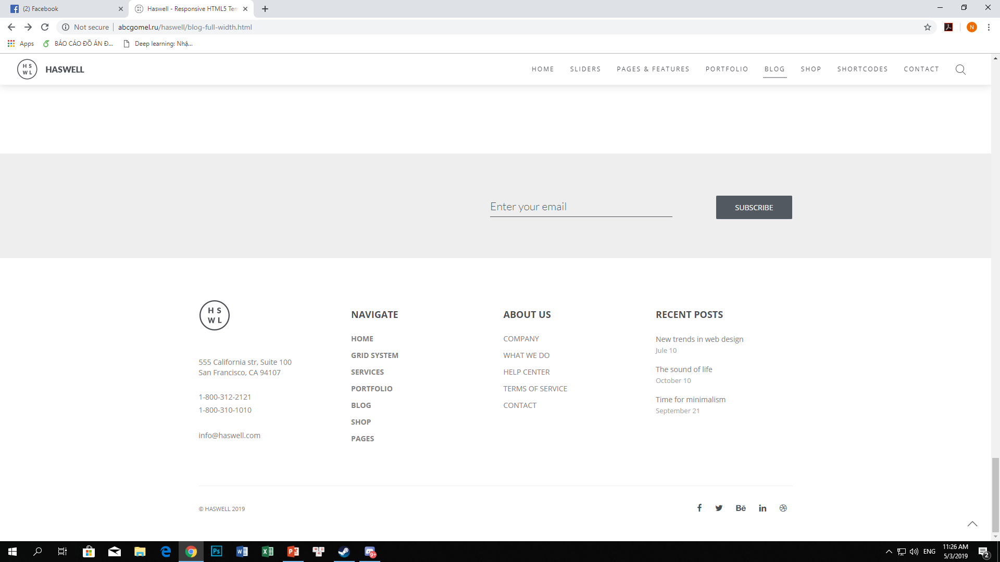 (2) Facebook
Haswell - Responsive HTML5 Tem
Not secure
abcgomel.ru/haswell/blog-full-width.html
N
Apps
BÁO CÁO ĐỒ ÁN Đ...
Deep learning: Nhậ...
H S
W L
HASWELL
HOME
SLIDERS
PAGES & FEATURES
PORTFOLIO
BLOG
SHOP
SHORTCODES
CONTACT
Enter your email
SUBSCRIBE
H S
W L
555 California str, Suite 100
San Francisco, CA 94107
1-800-312-2121
1-800-310-1010
info@haswell.com
NAVIGATE
HOME
GRID SYSTEM
SERVICES
PORTFOLIO
BLOG
SHOP
PAGES
ABOUT US
COMPANY
WHAT WE DO
HELP CENTER
TERMS OF SERVICE
CONTACT
RECENT POSTS
New trends in web design
Jule 10
The sound of life
October 10
Time for minimalism
September 21
© HASWELL 2019
Ps
9+
ENG
11:26 AM
5/3/2019
2